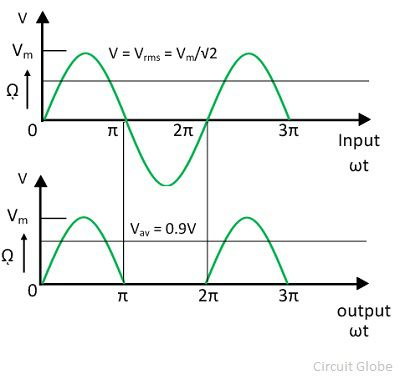 V
Vm V = Vrms = Vm/√2
Ω
0 π 2π 3π
Input
ωt
V
Vm
Vav = 0.9V
Ω
0 π 2π 3π
output
ωt
Circuit Globe